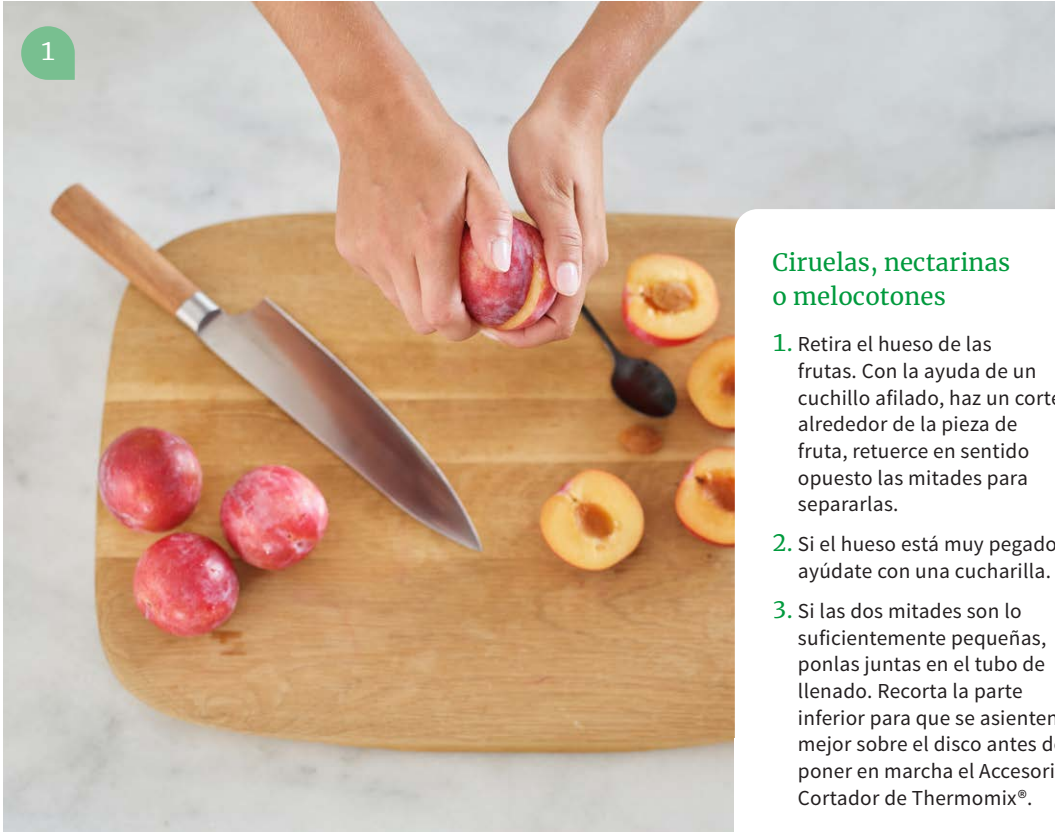 1
Ciruelas, nectarinas
o melocotones
1. Retira el hueso de las
frutas. Con la ayuda de un
cuchillo afilado, haz un corte
alrededor de la pieza de
fruta, retuerce en sentido
opuesto las mitades para
separarlas.
2. Si el hueso está muy pegado
ayúdate con una cucharilla.
3. Si las dos mitades son lo
suficientemente pequeñas,
ponlas juntas en el tubo de
llenado. Recorta la parte
inferior para que se asienten
mejor sobre el disco antes de
poner en marcha el Accesori
Cortador de Thermomix®.